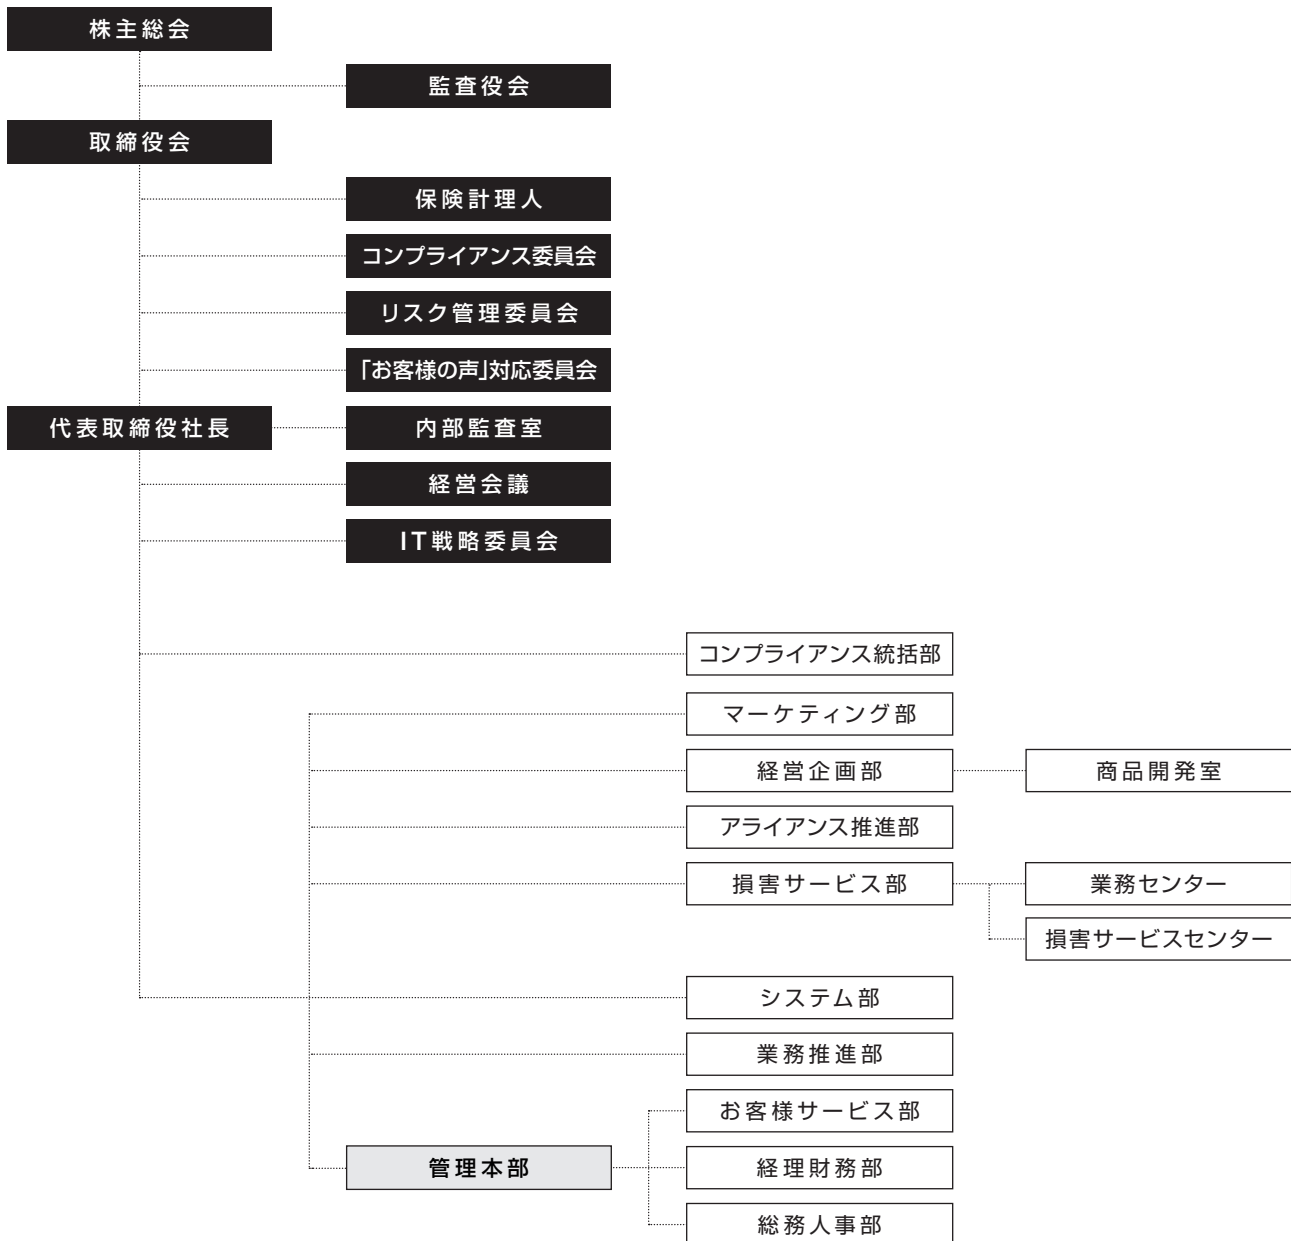 株主総会
監査役会
取締役会
保険計理人
コンプライアンス委員会
リスク管理委員会
「お客様の声」対応委員会
代表取締役社長
内部監査室
経営会議
IT戦略委員会
コンプライアンス統括部
マーケティング部
経営企画部
商品開発室
アライアンス推進部
損害サービス部
業務センター
損害サービスセンター
システム部
業務推進部
お客様サービス部
管理本部
経理財務部
総務人事部